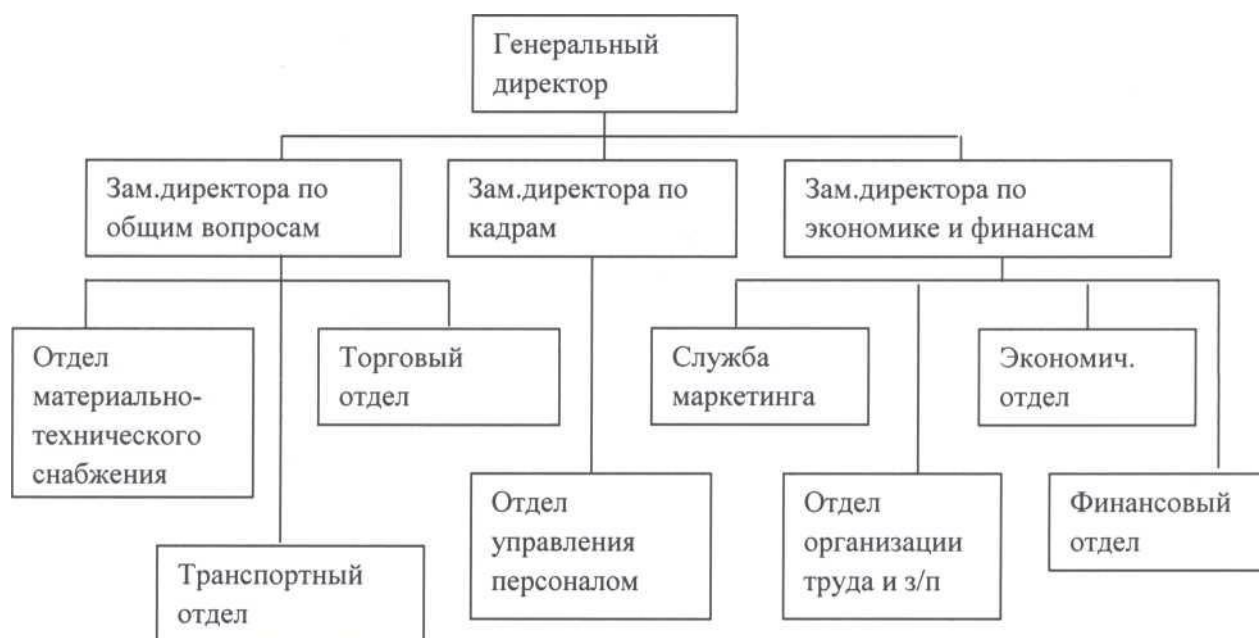 Генеральный
директор
Зам.директора по
общим вопросам
Зам.директора по
кадрам
Зам.директора по
экономике и финансам
Отдел
материально-
технического
снабжения
Торговый
отдел
Служба
маркетинга
Экономич.
отдел
Транспортный
отдел
Отдел
управления
персоналом
Отдел
организации
труда и з/п
Финансовый
отдел